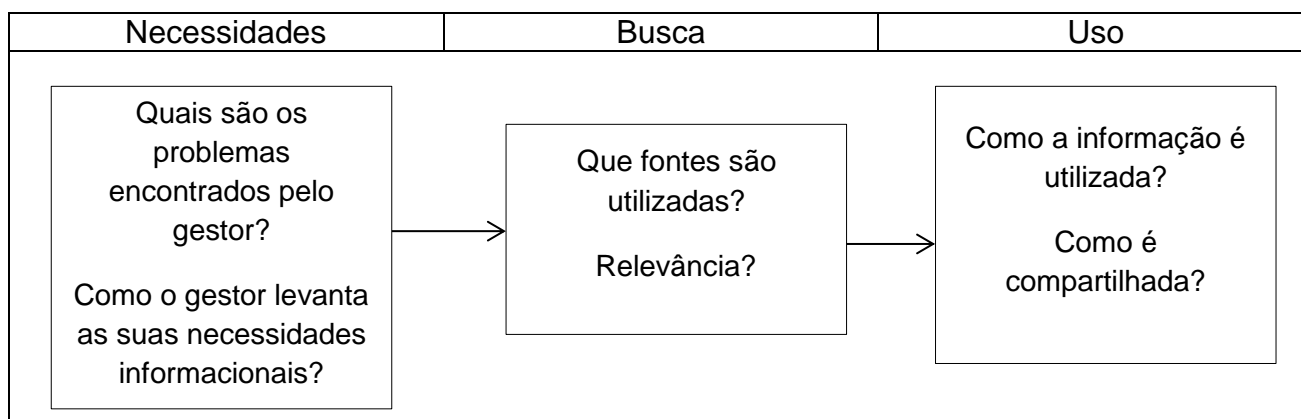 Necessidades
Busca
Uso
Quais são os
problemas
encontrados pelo
gestor?
Como o gestor levanta
as suas necessidades
informacionais?
Que fontes são
utilizadas?
Relevância?
Como a informação é
utilizada?
Como é
compartilhada?